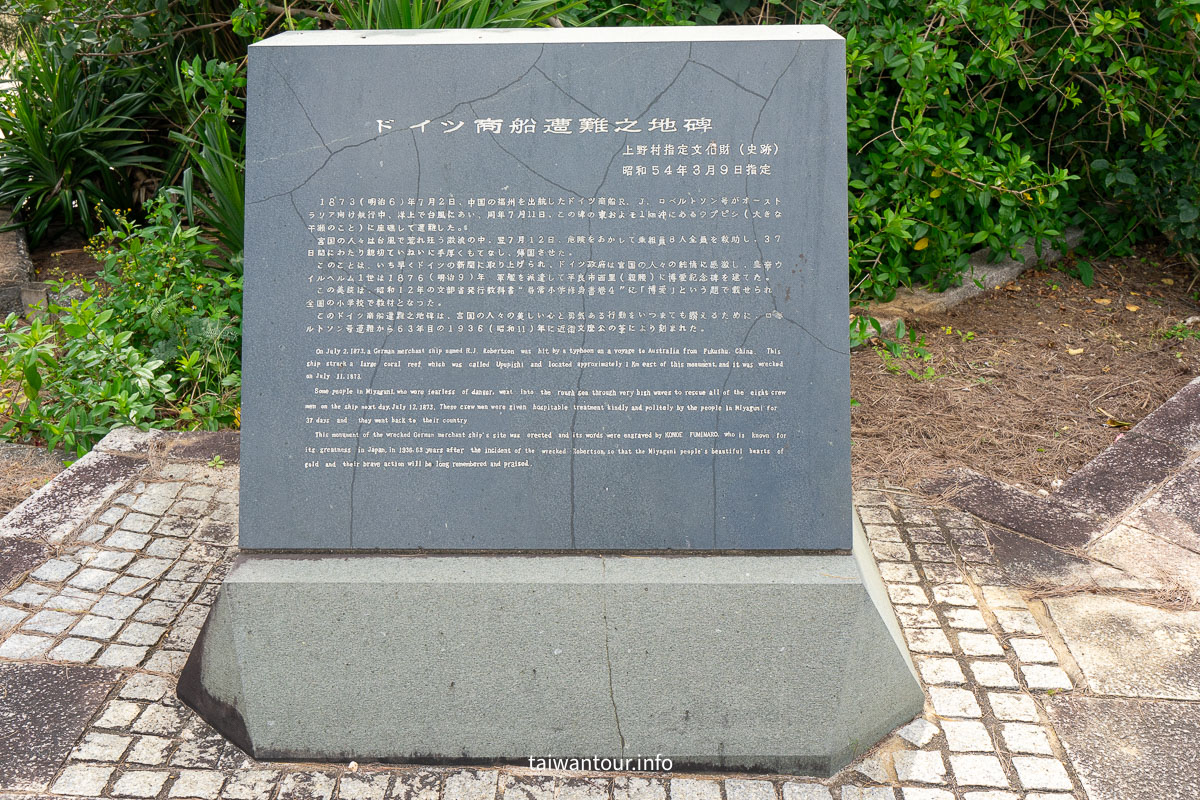 ドイツ商船遭難之地碑
上野村指定文化財（史跡）
昭和54年3月9日指定
1873（明治6）年7月2日、中国の福州を出航したドイツ商船R．J．ロベルトソン号がオースト
ラリア向け航行中、洋上で台風にあい、同年7月11日、この碑の東およそ1km沖にあるウプピシ（大きな
干瀬のこと）に座礁して遭難した。
宮国の人々は台風で荒れ狂う激浪の中、翌7月12日、危険をおかして乗組員8人全員を救助し、37
日間にわたり親切ていねいに手厚くもてなし、帰国させた。
このことは、いち早くドイツの新聞に取り上げられ、ドイツ政府は宮国の人々の純情に感激し、皇帝ウ
イルヘルム1世は1876（明治9）年 軍艦を派遣して平良市西里（親腰）に博愛記念碑を建てた。
この美談は、昭和12年の文部省発行教科書"尋常小学修身書巻4"に「博愛」という題で載せられ
全国の小学校で教材となった。
このドイツ商船遭難之地碑は、宮国の人々の美しい心と勇気ある行動をいつまでも讃えるために ロベ
ルトソン号遭難から63年目の1936（昭和11）年に近衛文麿公の筆により刻まれた。
On July 2,1873,a German merchant ship named R.J. Robertson was hit by a typhoon on a voyage to Australia from Fukushu, China. This
ship struck a large coral reef which was called Upupishi and located approximately 1 Km east of this monument,and it was wrecked
on July 11,1873.
Some people in Miyaguni,who were fearless of danger, went into the rough sea through very high waves to rescue all of the eight crew
men on the ship next day,July 12,1873. These crew men were given hospitable treatment kindly and politely by the people in Miyaguni for
37 days and they went back to their country
This monument of the wrecked German merchant ship's site was erected and its words were engraved by KONOE FUMIMARO, who is known for
its greatness in Japan,in 1936,63 years after the incident of the wrecked Robertson,so that the Miyaguni people's beautiful hearts of
gold and their brave action will be long remembered and praised.
taiwantour.info